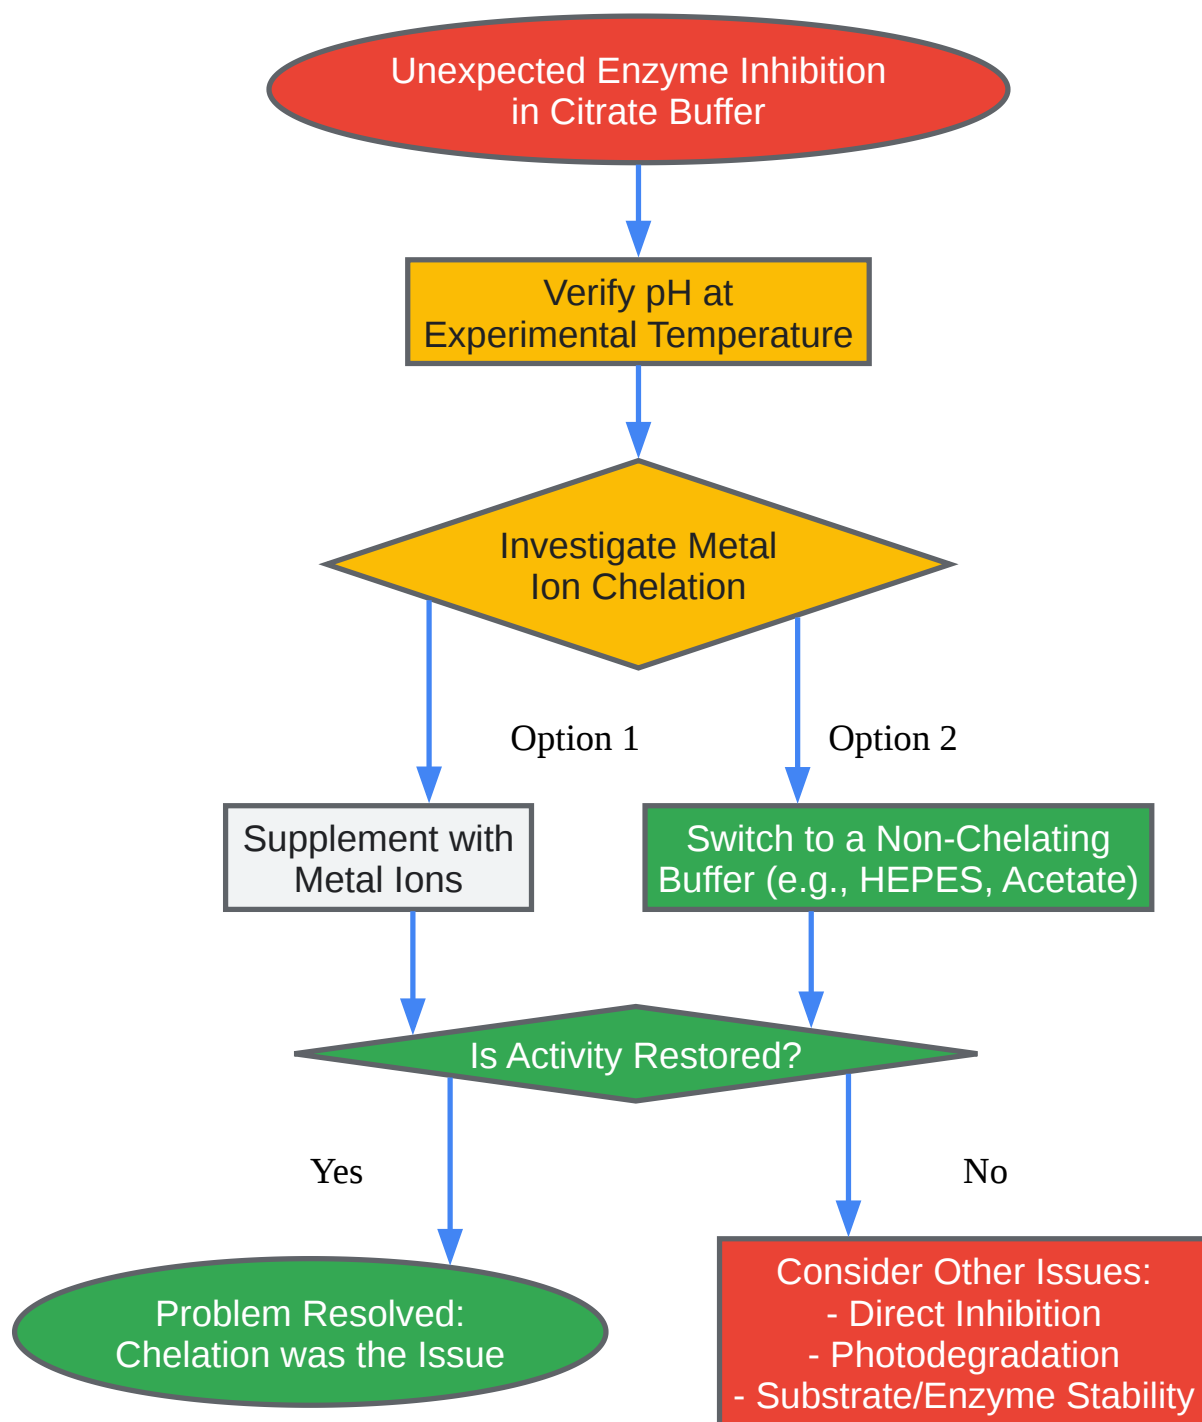 Unexpected Enzyme Inhibition
in Citrate Buffer
Verify pH at
Experimental Temperature
Investigate Metal
Ion Chelation
Option 1
Option 2
Supplement with
Metal Ions
Switch to a Non-Chelating
Buffer (e.g., HEPES, Acetate)
Is Activity Restored?
Yes
No
Problem Resolved:
Chelation was the Issue
Consider Other Issues:
- Direct Inhibition
- Photodegradation
- Substrate/Enzyme Stability